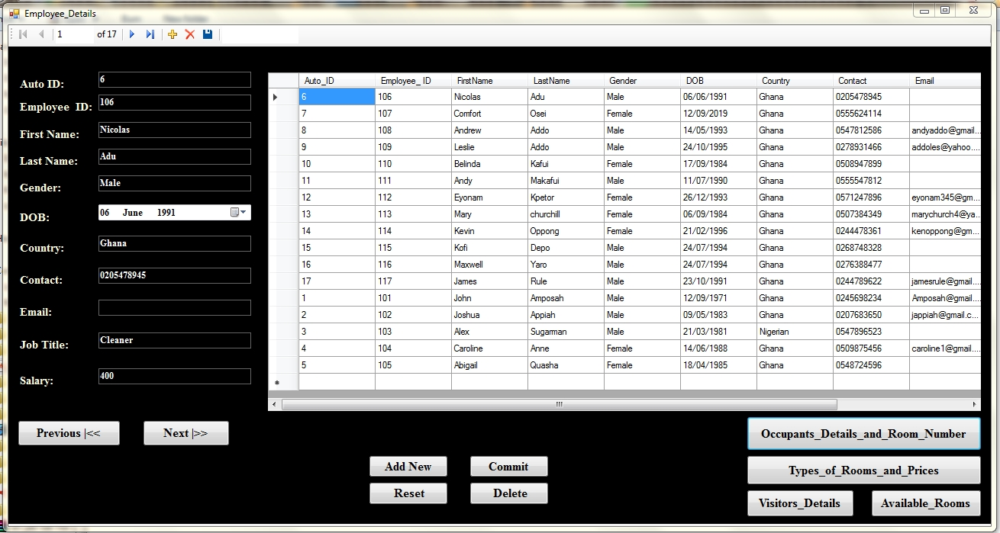 Employee_Details
1 of 17
Auto ID: 6
Employee ID: 106
First Name: Nicolas
Last Name: Adu
Gender: Male
DOB: 06 June 1991
Country: Ghana
Contact: 0205478945
Email:
Job Title: Cleaner
Salary: 400
Auto_ID Employee_ ID FirstName LastName Gender DOB Country Contact Email
6 106 Nicolas Adu Male 06/06/1991 Ghana 0205478945
7 107 Comfort Osei Female 12/09/2019 Ghana 0555624114
8 108 Andrew Addo Male 14/05/1993 Ghana 0547812586 andyaddo@gmail...
9 109 Leslie Addo Male 24/10/1995 Ghana 0278931466 addoles@yahoo....
10 110 Belinda Kafui Female 17/09/1984 Ghana 0508947899
11 111 Andy Makafui Male 11/07/1990 Ghana 0555547812
12 112 Eyonam Kpetor Female 26/12/1993 Ghana 0571247896 eyonam345@gm...
13 113 Mary churchill Female 06/09/1984 Ghana 0507384349 marychurch4@ya...
14 114 Kevin Oppong Female 21/02/1996 Ghana 0244478361 kenoppong@gm...
15 115 Kofi Depo Male 24/07/1994 Ghana 0268748328
16 116 Maxwell Yaro Male 24/07/1994 Ghana 0276388477
17 117 James Rule Male 23/10/1991 Ghana 0244789622 jamesrule@gmail....
1 101 John Amposah Male 12/09/1971 Ghana 0245698234 Amposah@gmail....
2 102 Joshua Appiah Male 09/05/1983 Ghana 0207683650 jappiah@gmail.c...
3 103 Alex Sugarman Male 21/03/1981 Nigerian 0547896523
4 104 Caroline Anne Female 14/06/1988 Ghana 0509875456 caroline1@gmail....
5 105 Abigail Quasha Female 18/04/1985 Ghana 0548724596
Previous |<< Next |>>
Occupants_Details_and_Room_Number
Add New Commit
Types_of_Rooms_and_Prices
Reset Delete
Visitors_Details Available_Rooms